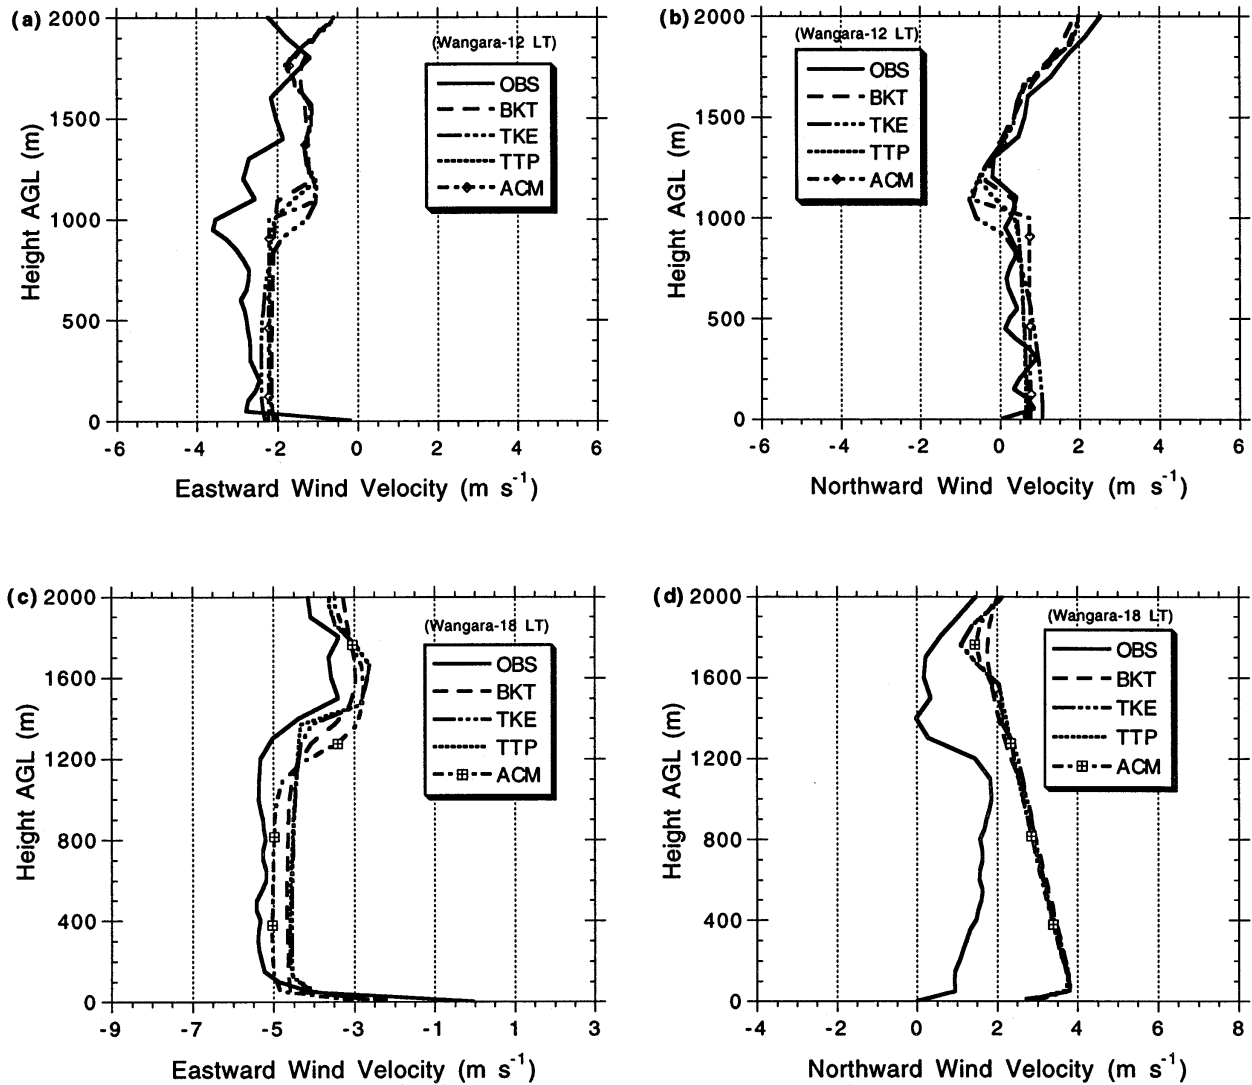 (a)
2000
1500
1000
500
0
Height AGL (m)
-6
-4
-2
0
2
4
6
Eastward Wind Velocity (m s-1)
(Wangara-12 LT)
OBS
BKT
TKE
TTP
ACM
(b)
2000
1500
1000
500
0
Height AGL (m)
-6
-4
-2
0
2
4
6
Northward Wind Velocity (m s-1)
(Wangara-12 LT)
OBS
BKT
TKE
TTP
ACM
(c)
2000
1600
1200
800
400
0
Height AGL (m)
-9
-7
-5
-3
-1
1
3
Eastward Wind Velocity (m s-1)
(Wangara-18 LT)
OBS
BKT
TKE
TTP
ACM
(d)
2000
1600
1200
800
400
0
Height AGL (m)
-4
-2
0
2
4
6
8
Northward Wind Velocity (m s-1)
(Wangara-18 LT)
OBS
BKT
TKE
TTP
ACM